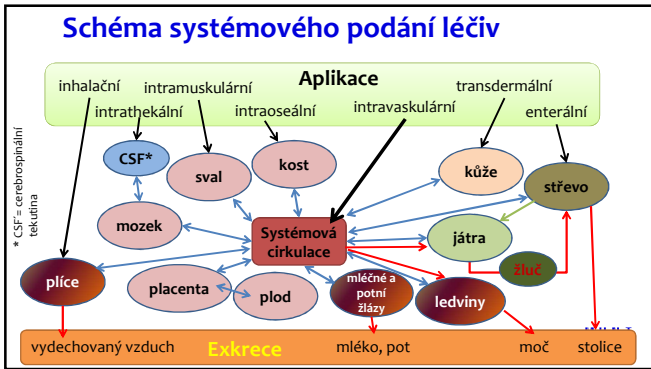 Schéma systémového podání léčiv
Aplikace
inhalační
intramuskulární
transdermální
intrathekální
intraoseální
intravaskulární
enterální
* CSF´= cerebrospinální
tekutina
CSF*
sval
kost
kůže
střevo
mozek
Systémová
cirkulace
játra
žluč
plíce
placenta
plod
mléčné a
potní
žlázy
ledviny
vydechovaný vzduch
Exkrece
mléko, pot
moč
stolice